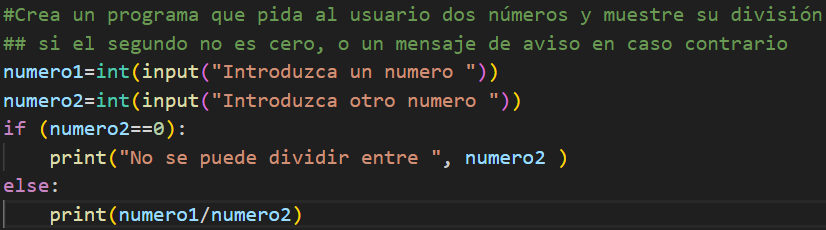 #Crea un programa que pida al usuario dos números y muestre su división
## si el segundo no es cero, o un mensaje de aviso en caso contrario
numero1=int(input("Introduzca un numero "))
numero2=int(input("Introduzca otro numero "))
if (numero2==0):
    print("No se puede dividir entre ", numero2 )
else:
    print(numero1/numero2)